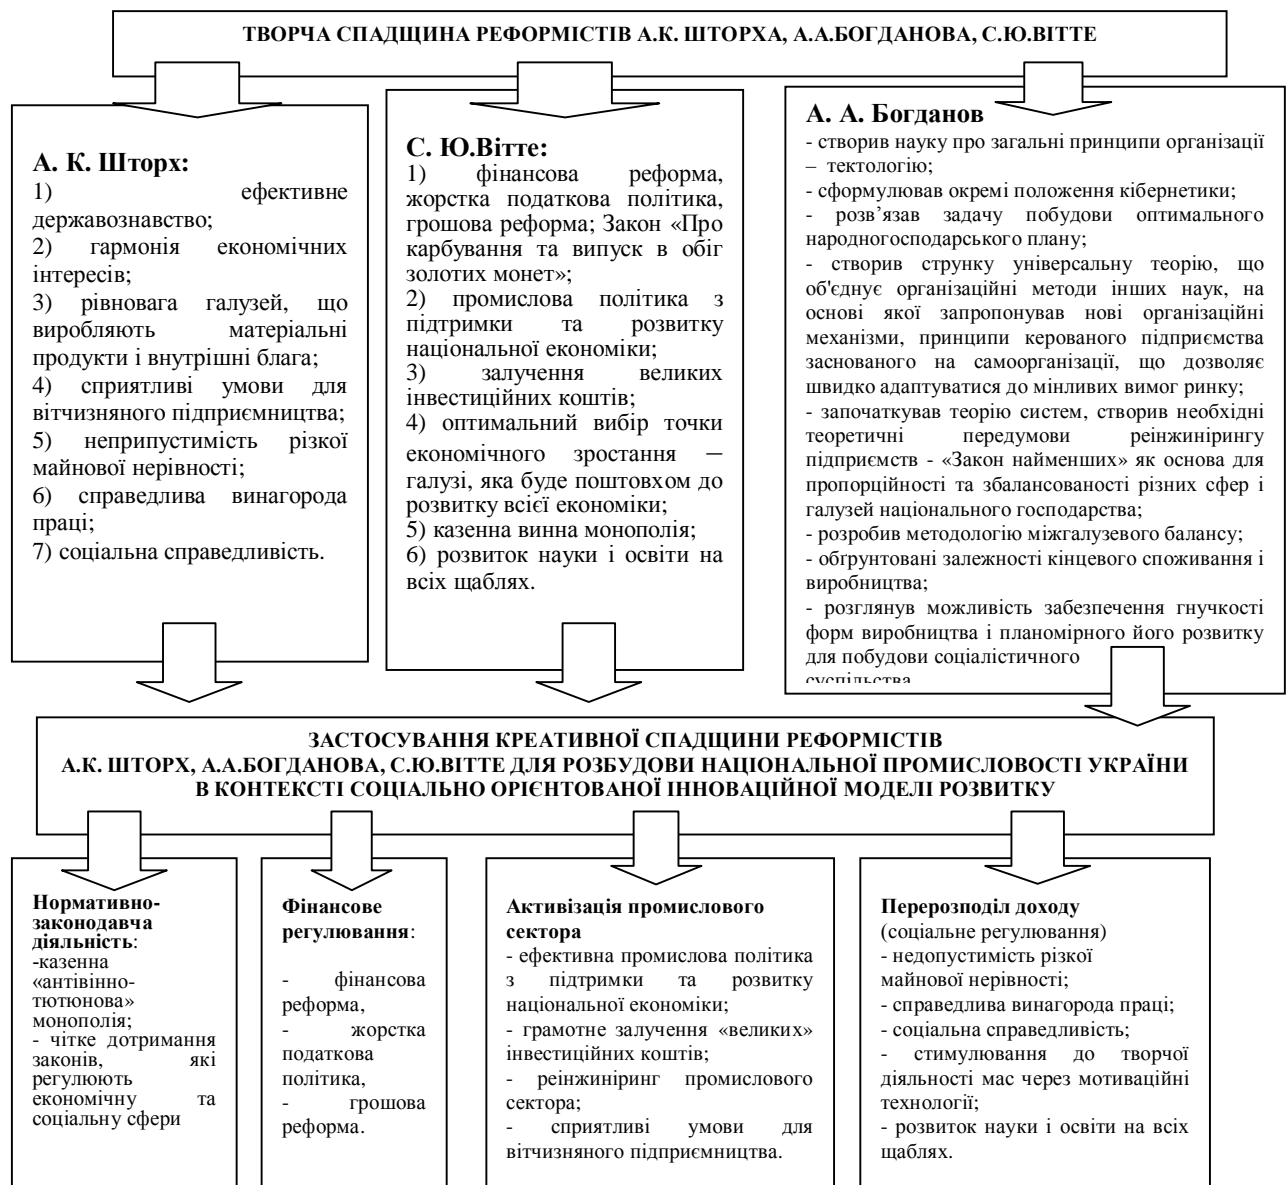 ТВОРЧА СПАДЩИНА РЕФОРМІСТІВ А.К. ШТОРХА, А.А.БОГДАНОВА, С.Ю.ВІТТЕ
А. К. Шторх:
1) ефективне
державознавство;
2) гармонія економічних
інтересів;
3) рівновага галузей, що
виробляють матеріальні
продукти і внутрішні блага;
4) сприятливі умови для
вітчизняного підприємництва;
5) неприпустимість різкої
майнової нерівності;
6) справедлива винагорода
праці;
7) соціальна справедливість.
С. Ю.Вітте:
1) фінансова реформа,
жорстка податкова політика,
грошова реформа; Закон «Про
карбування та випуск в обіг
золотих монет»;
2) промислова політика з
підтримки та розвитку
національної економіки;
3) залучення великих
інвестиційних коштів;
4) оптимальний вибір точки
економічного зростання –
галузі, яка буде поштовхом до
розвитку всієї економіки;
5) казенна винна монополія;
6) розвиток науки і освіти на
всіх щаблях.
А. А. Богданов
- створив науку про загальні принципи організації
– тектологію;
- сформулював окремі положення кібернетики;
- розв’язав задачу побудови оптимального
народногосподарського плану;
- створив струнку універсальну теорію, що
об'єднує організаційні методи інших наук, на
основі якої запропонував нові організаційні
механізми, принципи керованого підприємства
заснованого на самоорганізації, що дозволяє
швидко адаптуватися до мінливих вимог ринку;
- започаткував теорію систем, створив необхідні
теоретичні передумови реінжинірингу
підприємств - «Закон найменших» як основа для
пропорційності та збалансованості різних сфер і
галузей національного господарства;
- розробив методологію міжгалузевого балансу;
- обґрунтовані залежності кінцевого споживання і
виробництва;
- розглянув можливість забезпечення гнучкості
форм виробництва і планомірного його розвитку
для побудови соціалістичного
суспільства
ЗАСТОСУВАННЯ КРЕАТИВНОЇ СПАДЩИНИ РЕФОРМІСТІВ
А.К. ШТОРХ, А.А.БОГДАНОВА, С.Ю.ВІТТЕ ДЛЯ РОЗБУДОВИ НАЦІОНАЛЬНОЇ ПРОМИСЛОВОСТІ УКРАЇНИ
В КОНТЕКСТІ СОЦІАЛЬНО ОРІЄНТОВАНОЇ ІННОВАЦІЙНОЇ МОДЕЛІ РОЗВИТКУ
Нормативно-
законодавча
діяльність:
-казенна
«антівінно-
тютюнова»
монополія;
- чітке дотримання
законів, які
регулюють
економічну та
соціальну сфери
Фінансове
регулювання:
- фінансова
реформа,
- жорстка
податкова
політика,
- грошова
реформа.
Активізація промислового
сектора
- ефективна промислова політика
з підтримки та розвитку
національної економіки;
- грамотне залучення «великих»
інвестиційних коштів;
- реінжиніринг промислового
сектора;
- сприятливі умови для
вітчизняного підприємництва.
Перерозподіл доходу
(соціальне регулювання)
- недопустимість різкої
майнової нерівності;
- справедлива винагорода праці;
- соціальна справедливість;
- стимулювання до творчої
діяльності мас через мотиваційні
технології;
- розвиток науки і освіти на всіх
щаблях.